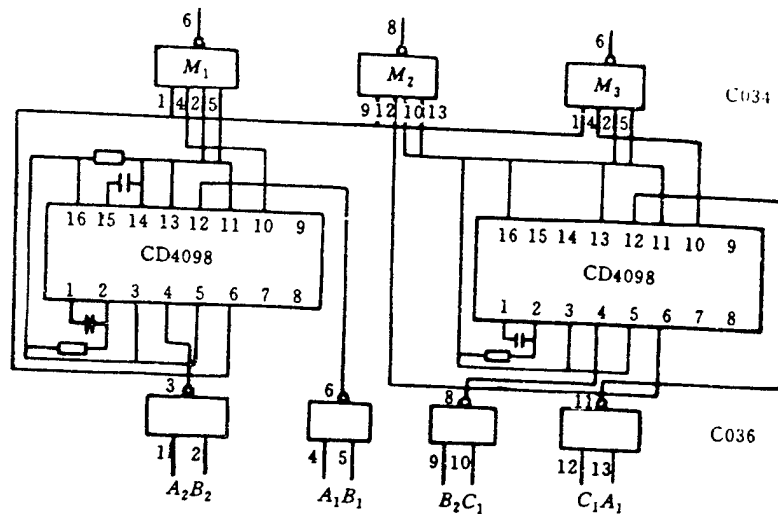 6
8
6
M₁
M₂
M₃
C034
1 4 2 5
9 12 10 13
1 4 2 5
16 15 14 13 12 11 10 9
CD4098
1 2 3 4 5 6 7 8
16 15 14 13 12 11 10 9
CD4098
1 2 3 4 5 6 7 8
3
6
8
11
C036
1 2
4 5
9 10
12 13
A₂B₂
A₁B₁
B₂C₁
C₁A₁